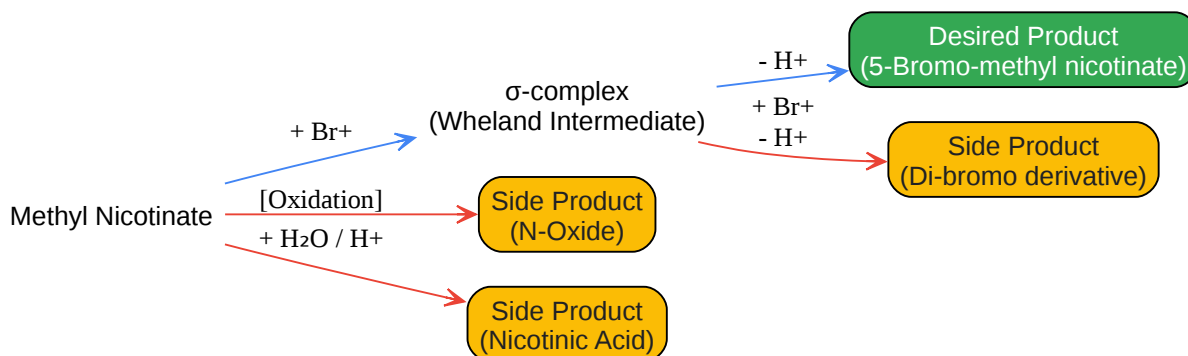 Desired Product
(5-Bromo-methyl nicotinate)
- H+
σ-complex
(Wheland Intermediate)
+ Br+
- H+
+ Br+
Side Product
(Di-bromo derivative)
Methyl Nicotinate
[Oxidation]
Side Product
(N-Oxide)
+ H₂O / H+
Side Product
(Nicotinic Acid)